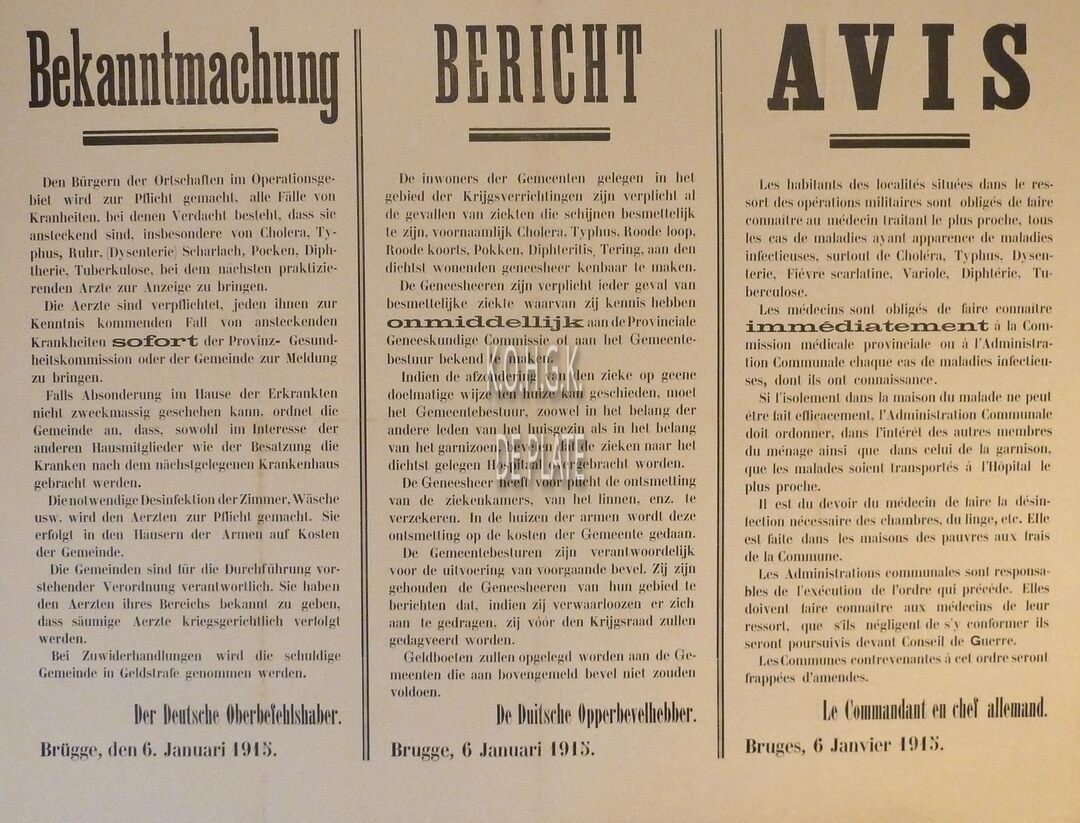 Bekanntmachung
Den Bürgern der Ortschaften im Operationsge-
biet wird zur Pflicht gemacht, alle Fälle von
Kranheiten, bei denen Verdacht besteht, dass sie
ansteckend sind, insbesondere von Cholera, Ty-
phus, Ruhr, (Dysenterie) Scharlach, Pocken, Diph-
therie, Tuberkulose, bei dem nächsten praktizie-
renden Arzte zur Anzeige zu bringen.
Die Aerzte sind verpflichtet, jeden ihnen zur
Kenntnis kommenden Fall von ansteckenden
Krankheiten sofort der Provinz- Gesund-
heitskommission oder der Gemeinde zur Meldung
zu bringen.
Falls Absonderung im Hause der Erkrankten
nicht zweckmassig geschehen kann, ordnet die
Gemeinde an, dass, sowohl im Interesse der
anderen Hausmitglieder wie der Besatzung die
Kranken nach dem nächstgelegenen Krankenhaus
gebracht werden.
Die notwendige Desinfektion der Zimmer, Wäsche
usw. wird den Aerzten zur Pflicht gemacht. Sie
erfolgt in den Häusern der Armen auf Kosten
der Gemeinde.
Die Gemeinden sind für die Durchführung vor-
stehender Verordnung verantwortlich. Sie haben
den Aerzten ihres Bereichs bekannt zu geben,
dass säumige Aerzte kriegsgerichtlich verfolgt
werden.
Bei Zuwiderhandlungen wird die schuldige
Gemeinde in Geldstrafe genommen werden.
Der Deutsche Oberbefehlshaber.
Brügge, den 6. Januari 1915.
BERICHT
De inwoners der Gemeenten gelegen in het
gebied der Krijgsverrichtingen zijn verplicht al
de gevallen van ziekten die schijnen besmettelijk
te zijn, voornaamlijk Cholera, Typhus, Roode loop,
Roode koorts, Pokken, Diphteritis, Tering, aan den
dichtst wonenden geneesheer kenbaar te maken.
De Geneesheeren zijn verplicht ieder geval van
besmettelijke ziekte waarvan zij kennis hebben
onmiddellijk aan de Provinciale
Geneeskundige Commissie of aan het Gemeente-
bestuur bekend te maken.
Indien de afzondering van den zieke op geene
doelmatige wijze ten huize kan geschieden, moet
het Gemeentebestuur, zoowel in het belang der
andere leden van het huisgezin als in het belang
van het garnizoen bevelen dat de zieken naar het
dichtst gelegen Hospitaal overgebracht worden.
De Geneesheer heeft voor plicht de ontsmetting
van de ziekenkamers, van het linnen, enz. te
verzekeren. In de huizen der armen wordt deze
ontsmetting op de kosten der Gemeente gedaan.
De Gemeentebesturen zijn verantwoordelijk
voor de uitvoering van voorgaande bevel. Zij zijn
gehouden de Geneesheeren van hun gebied te
berichten dat, indien zij verwaarloozen er zich
aan te gedragen, zij vóór den Krijgsraad zullen
gedagveerd worden.
Geldboeten zullen opgelegd worden aan de Ge-
meenten die aan bovengemeld bevel niet zouden
voldoen.
De Duitsche Opperbevelhebber.
Brugge, 6 Januari 1915.
AVIS
Les habitants des localités situées dans le res-
sort des opérations militaires sont obligés de faire
connaitre au médecin traitant le plus proche, tous
les cas de maladies ayant apparence de maladies
infectieuses, surtout de Choléra, Typhus, Dysen-
terie, Fiévre scarlatine, Variole, Diphtérie, Tu-
berculose.
Les médecins sont obligés de faire connaitre
immédiatement á la Com-
mission médicale provinciale ou á l'Administra-
tion Communale chaque cas de maladies infectieu-
ses, dont ils ont connaissance.
Si l'isolement dans la maison du malade ne peut
étre fait efficacement, l'Administration Communale
doit ordonner, dans l'intérét des autres membres
du ménage ainsi que dans celui de la garnison,
que les malades soient transportés á l'Hôpital le
plus proche.
Il est du devoir du médecin de faire la désin-
fection nécessaire des chambres, du linge, etc. Elle
est faite dans les maisons des pauvres aux frais
de la Commune.
Les Administrations communales sont responsa-
bles de l'exécution de l'ordre qui précéde. Elles
doivent faire connaitre aux médecins de leur
ressort, que s'ils négligent de s'y conformer ils
seront poursuivis devant Conseil de Guerre.
Les Communes contrevenantes à cet ordre seront
frappées d'amendes.
Le Commandant en chef allemand.
Bruges, 6 Janvier 1915.
K.O.H.G.K.
DE PLATE